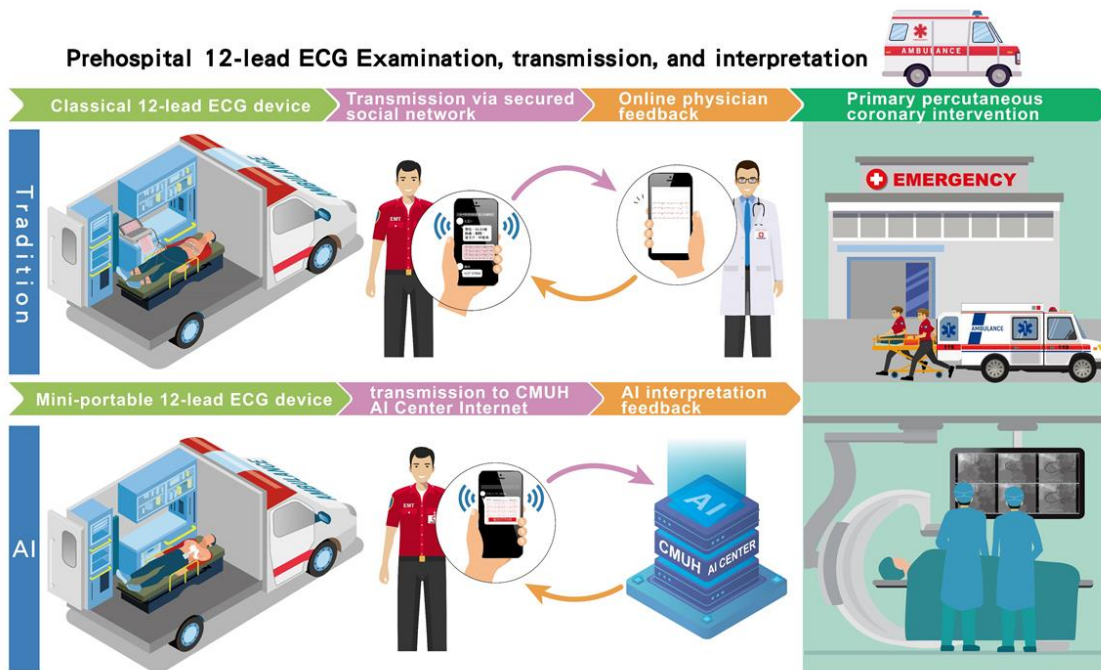 Prehospital 12-lead ECG Examination, transmission, and interpretation
AMBULANCE
Classical 12-lead ECG device
Transmission via secured
social network
Online physician
feedback
Primary percutaneous
coronary intervention
Tradition
AMBULANCE
EMT
EMERGENCY
AMBULANCE
Mini-portable 12-lead ECG device
transmission to CMUH
AI Center Internet
AI interpretation
feedback
AI
AMBULANCE
EMT
AI
CMUH AI CENTER